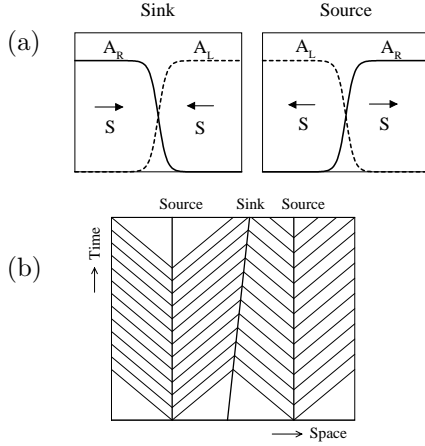 (a)
Sink
Source
A_R
A_L
A_L
A_R
S
S
S
S
(b)
Source
Sink
Source
Time
Space